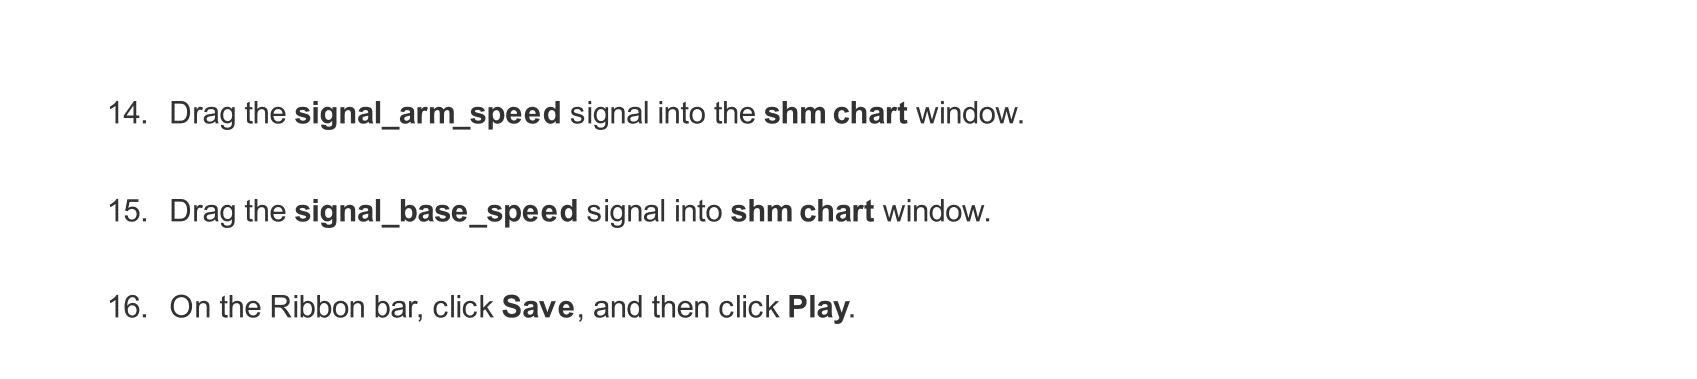 14. Drag the signal_arm_speed signal into the shm chart window.
15. Drag the signal_base_speed signal into shm chart window.
16. On the Ribbon bar, click Save, and then click Play.